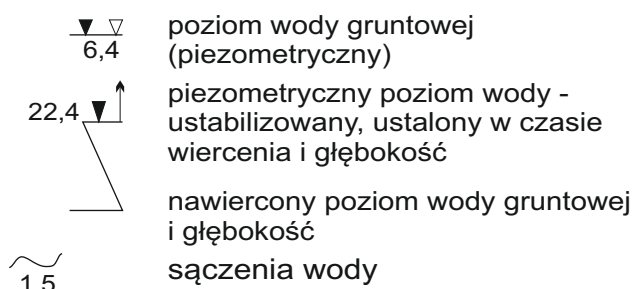 6,4 poziom wody gruntowej
(piezometryczny)
22,4 piezometryczny poziom wody -
ustabilizowany, ustalony w czasie
wiercenia i głębokość
nawiercony poziom wody gruntowej
i głębokość
1,5 sączenia wody